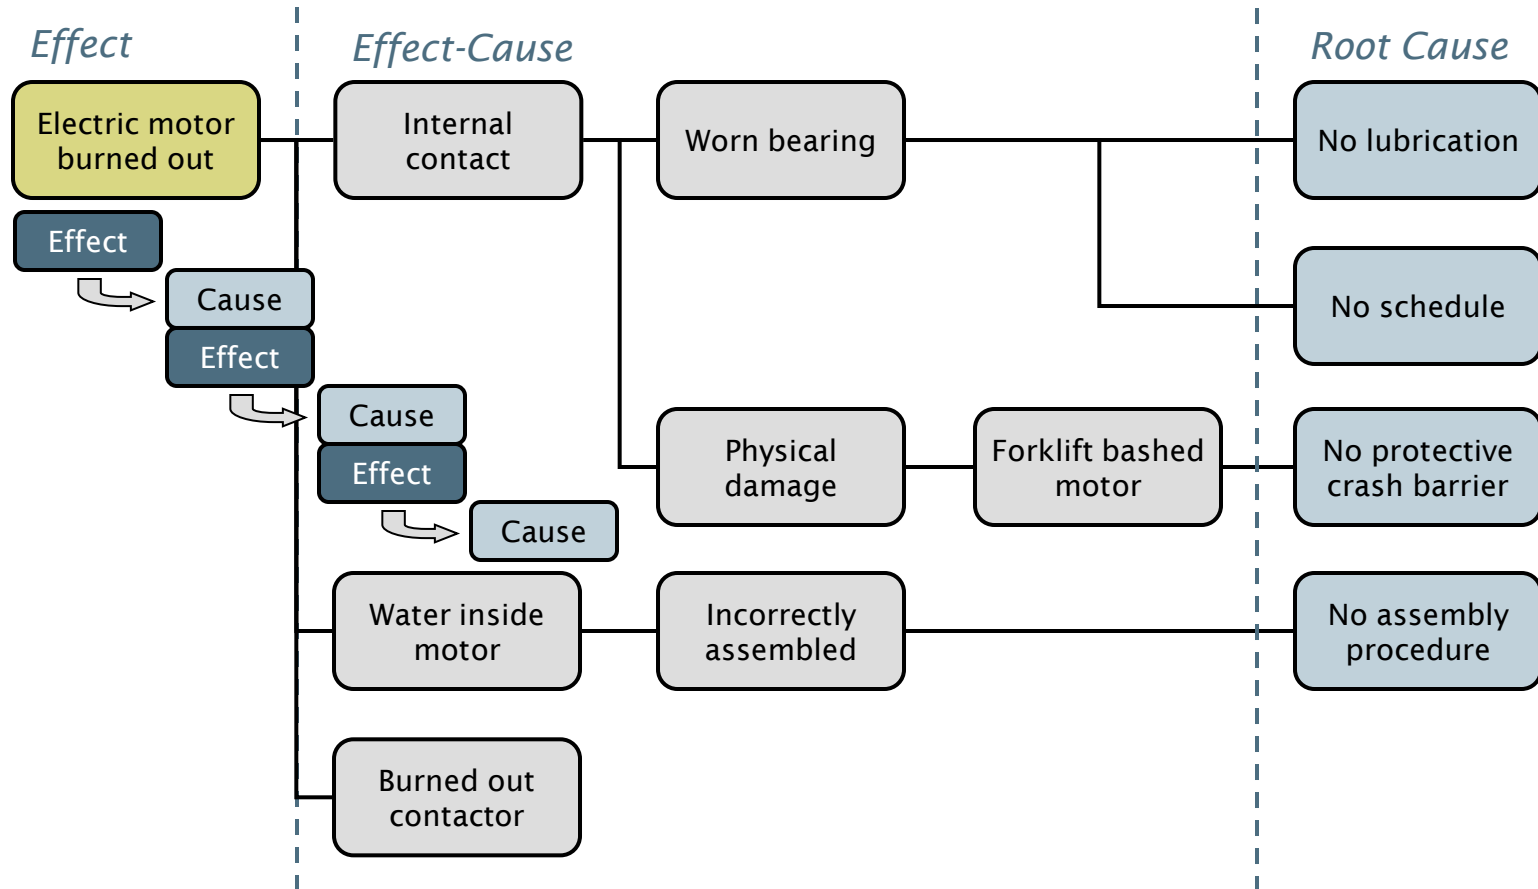 Effect
Effect-Cause
Root Cause
Electric motor
burned out
Internal
contact
Worn bearing
No lubrication
Effect
Cause
Effect
No schedule
Cause
Effect
Cause
Physical
damage
Forklift bashed
motor
No protective
crash barrier
Water inside
motor
Incorrectly
assembled
No assembly
procedure
Burned out
contactor